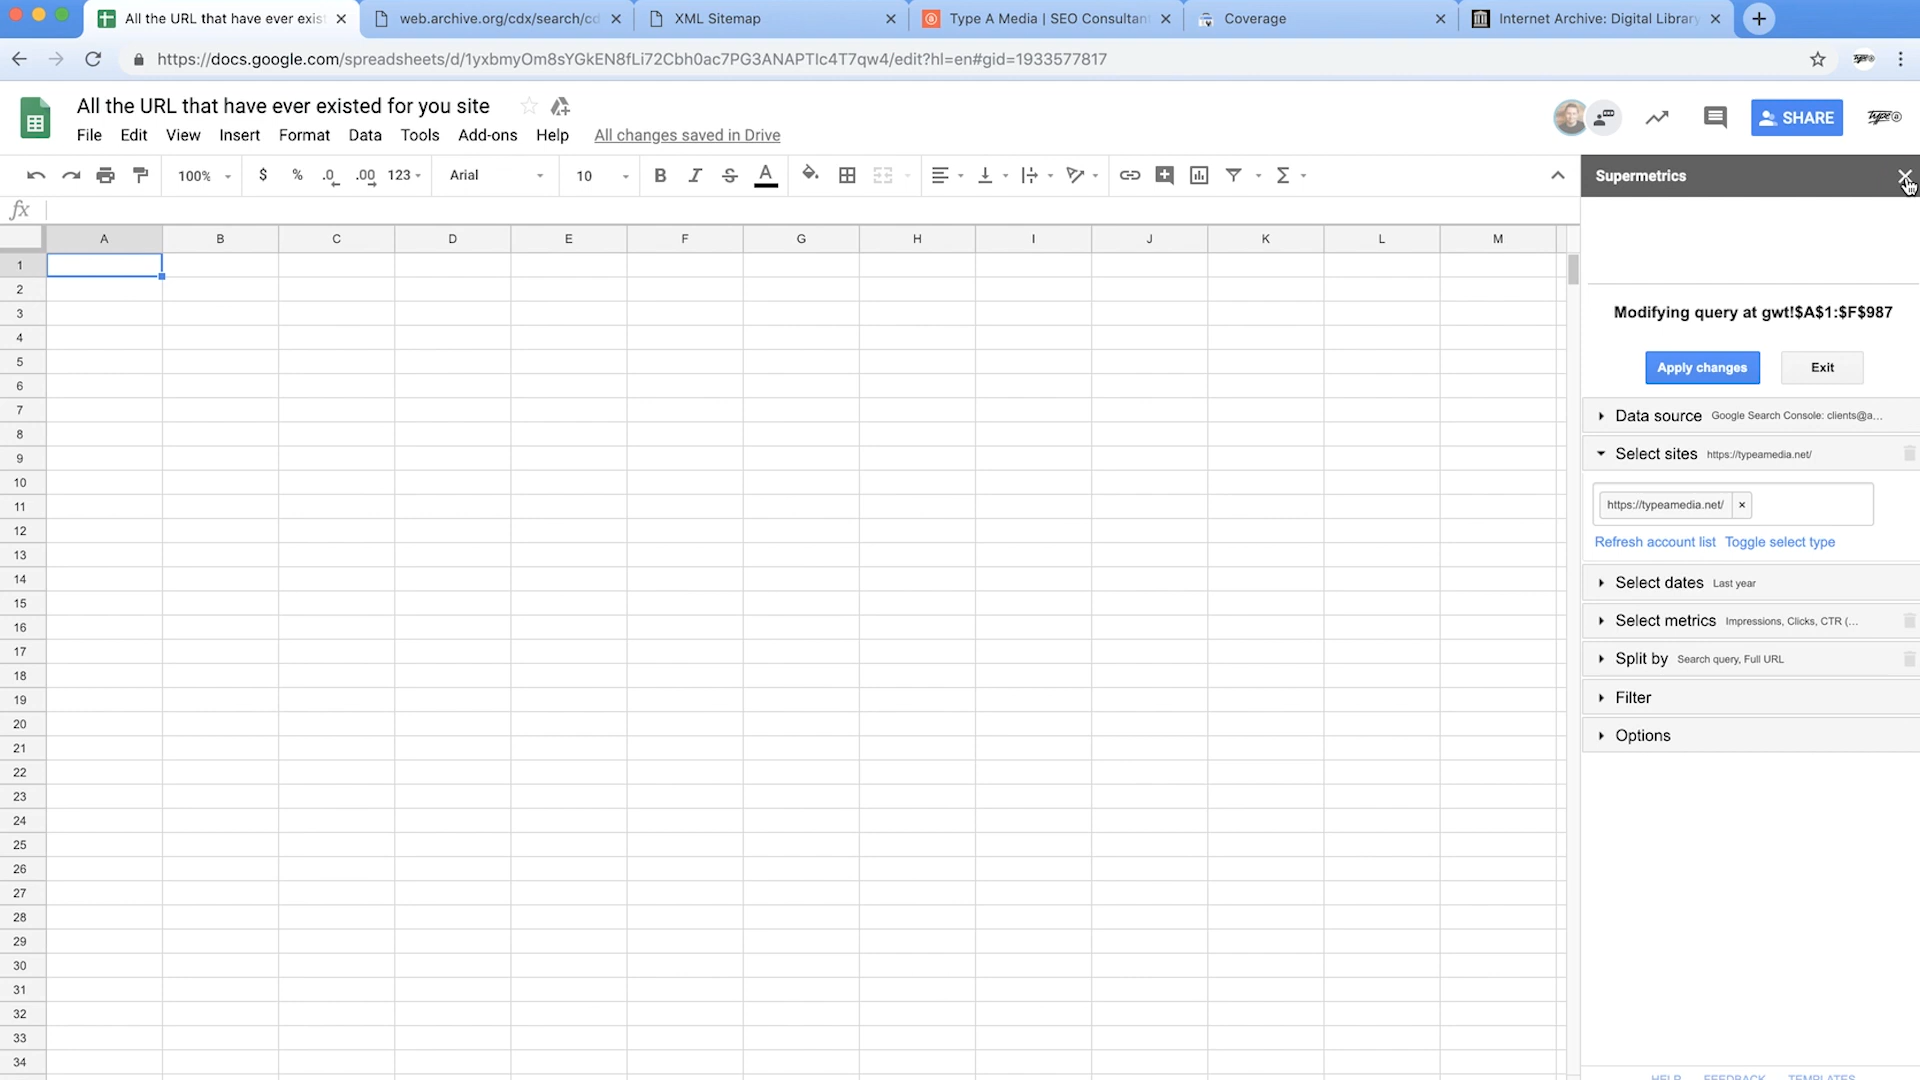 All the URL that have ever exist
web.archive.org/cdx/search/cd
XML Sitemap
Type A Media | SEO Consultan
Coverage
Internet Archive: Digital Library
https://docs.google.com/spreadsheets/d/1yxbmyOm8sYGkEN8fLi72Cbh0ac7PG3ANAPTIc4T7qw4/edit?hl=en#gid=1933577817
All the URL that have ever existed for you site
File Edit View Insert Format Data Tools Add-ons Help All changes saved in Drive
SHARE
100% $ % .0 .00 123 Arial 10 B I S A Σ
Supermetrics
fx
A B C D E F G H I J K L M
1
2
3
4
5
6
7
8
9
10
11
12
13
14
15
16
17
18
19
20
21
22
23
24
25
26
27
28
29
30
31
32
33
34
Modifying query at gwt!$A$1:$F$987
Apply changes Exit
Data source Google Search Console: clients@a...
Select sites https://typeamedia.net/
https://typeamedia.net/ ×
Refresh account list Toggle select type
Select dates Last year
Select metrics Impressions, Clicks, CTR (...
Split by Search query, Full URL
Filter
Options
HELP FEEDBACK TEMPLATES